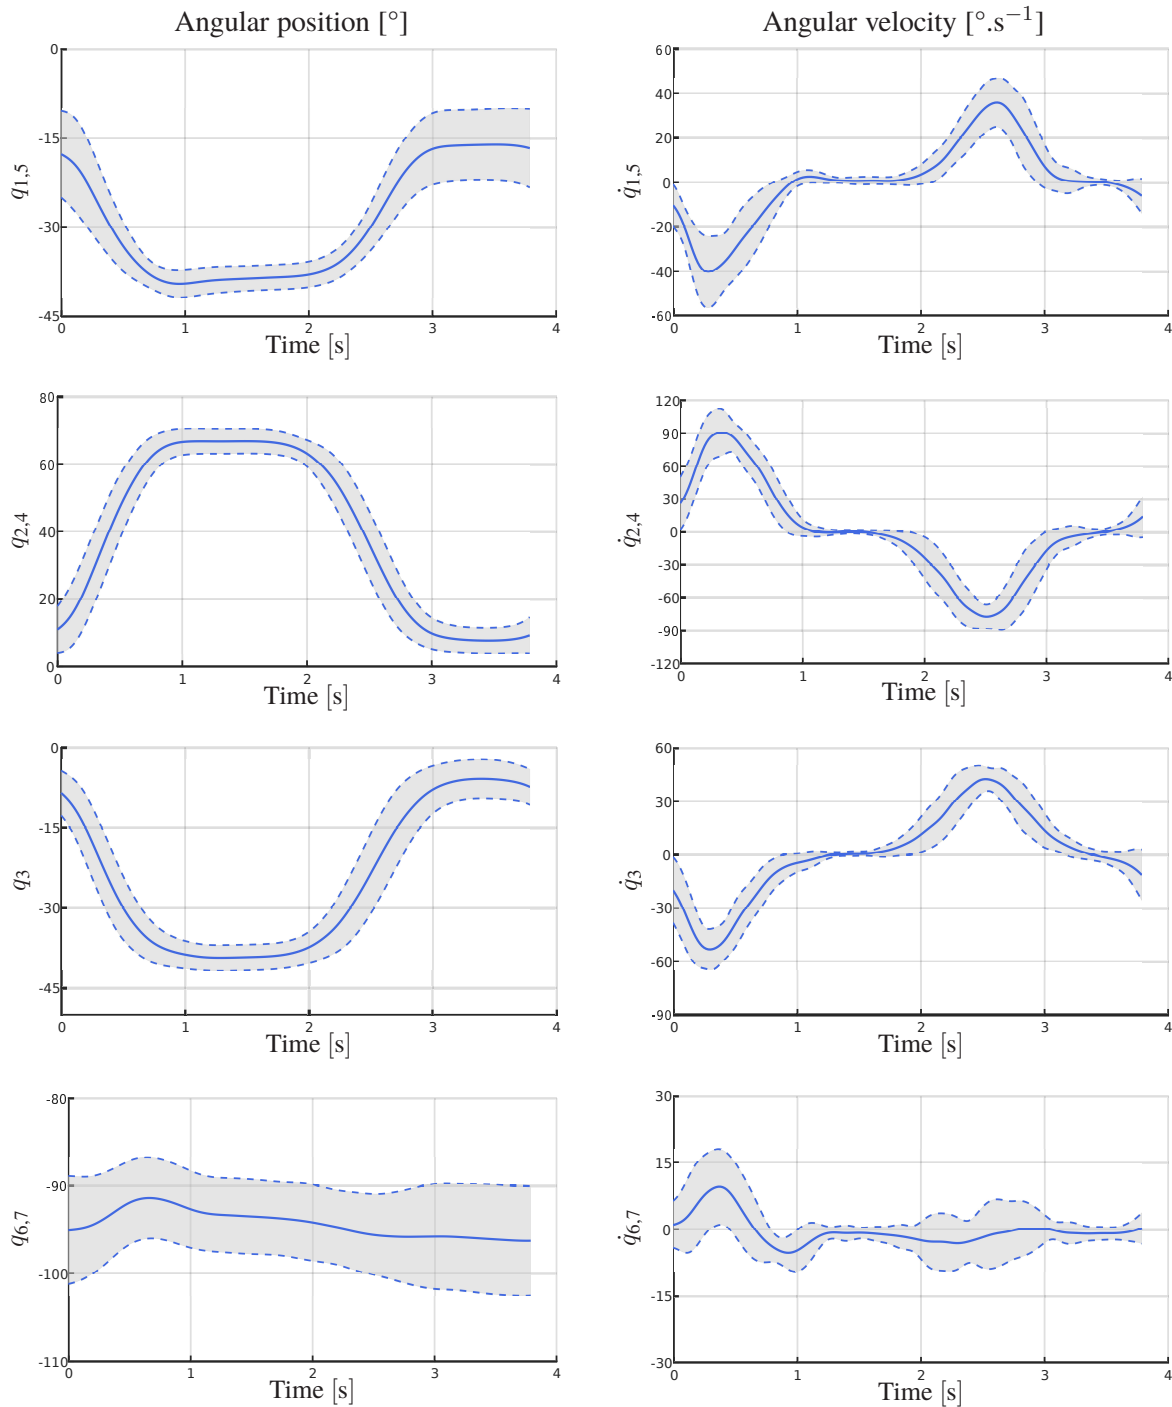 Angular position [°]
Angular velocity [°.s⁻¹]
0
-15
-30
-45
q₁,₅
0 1 2 3 4
Time [s]
60
40
20
0
-20
-40
-60
q̇₁,₅
0 1 2 3 4
Time [s]
80
60
40
20
0
q₂,₄
0 1 2 3 4
Time [s]
120
90
60
30
0
-30
-60
-90
-120
q̇₂,₄
0 1 2 3 4
Time [s]
0
-15
-30
-45
q₃
0 1 2 3 4
Time [s]
60
30
0
-30
-60
-90
q̇₃
0 1 2 3 4
Time [s]
-80
-90
-100
-110
q₆,₇
0 1 2 3 4
Time [s]
30
15
0
-15
-30
q̇₆,₇
0 1 2 3 4
Time [s]